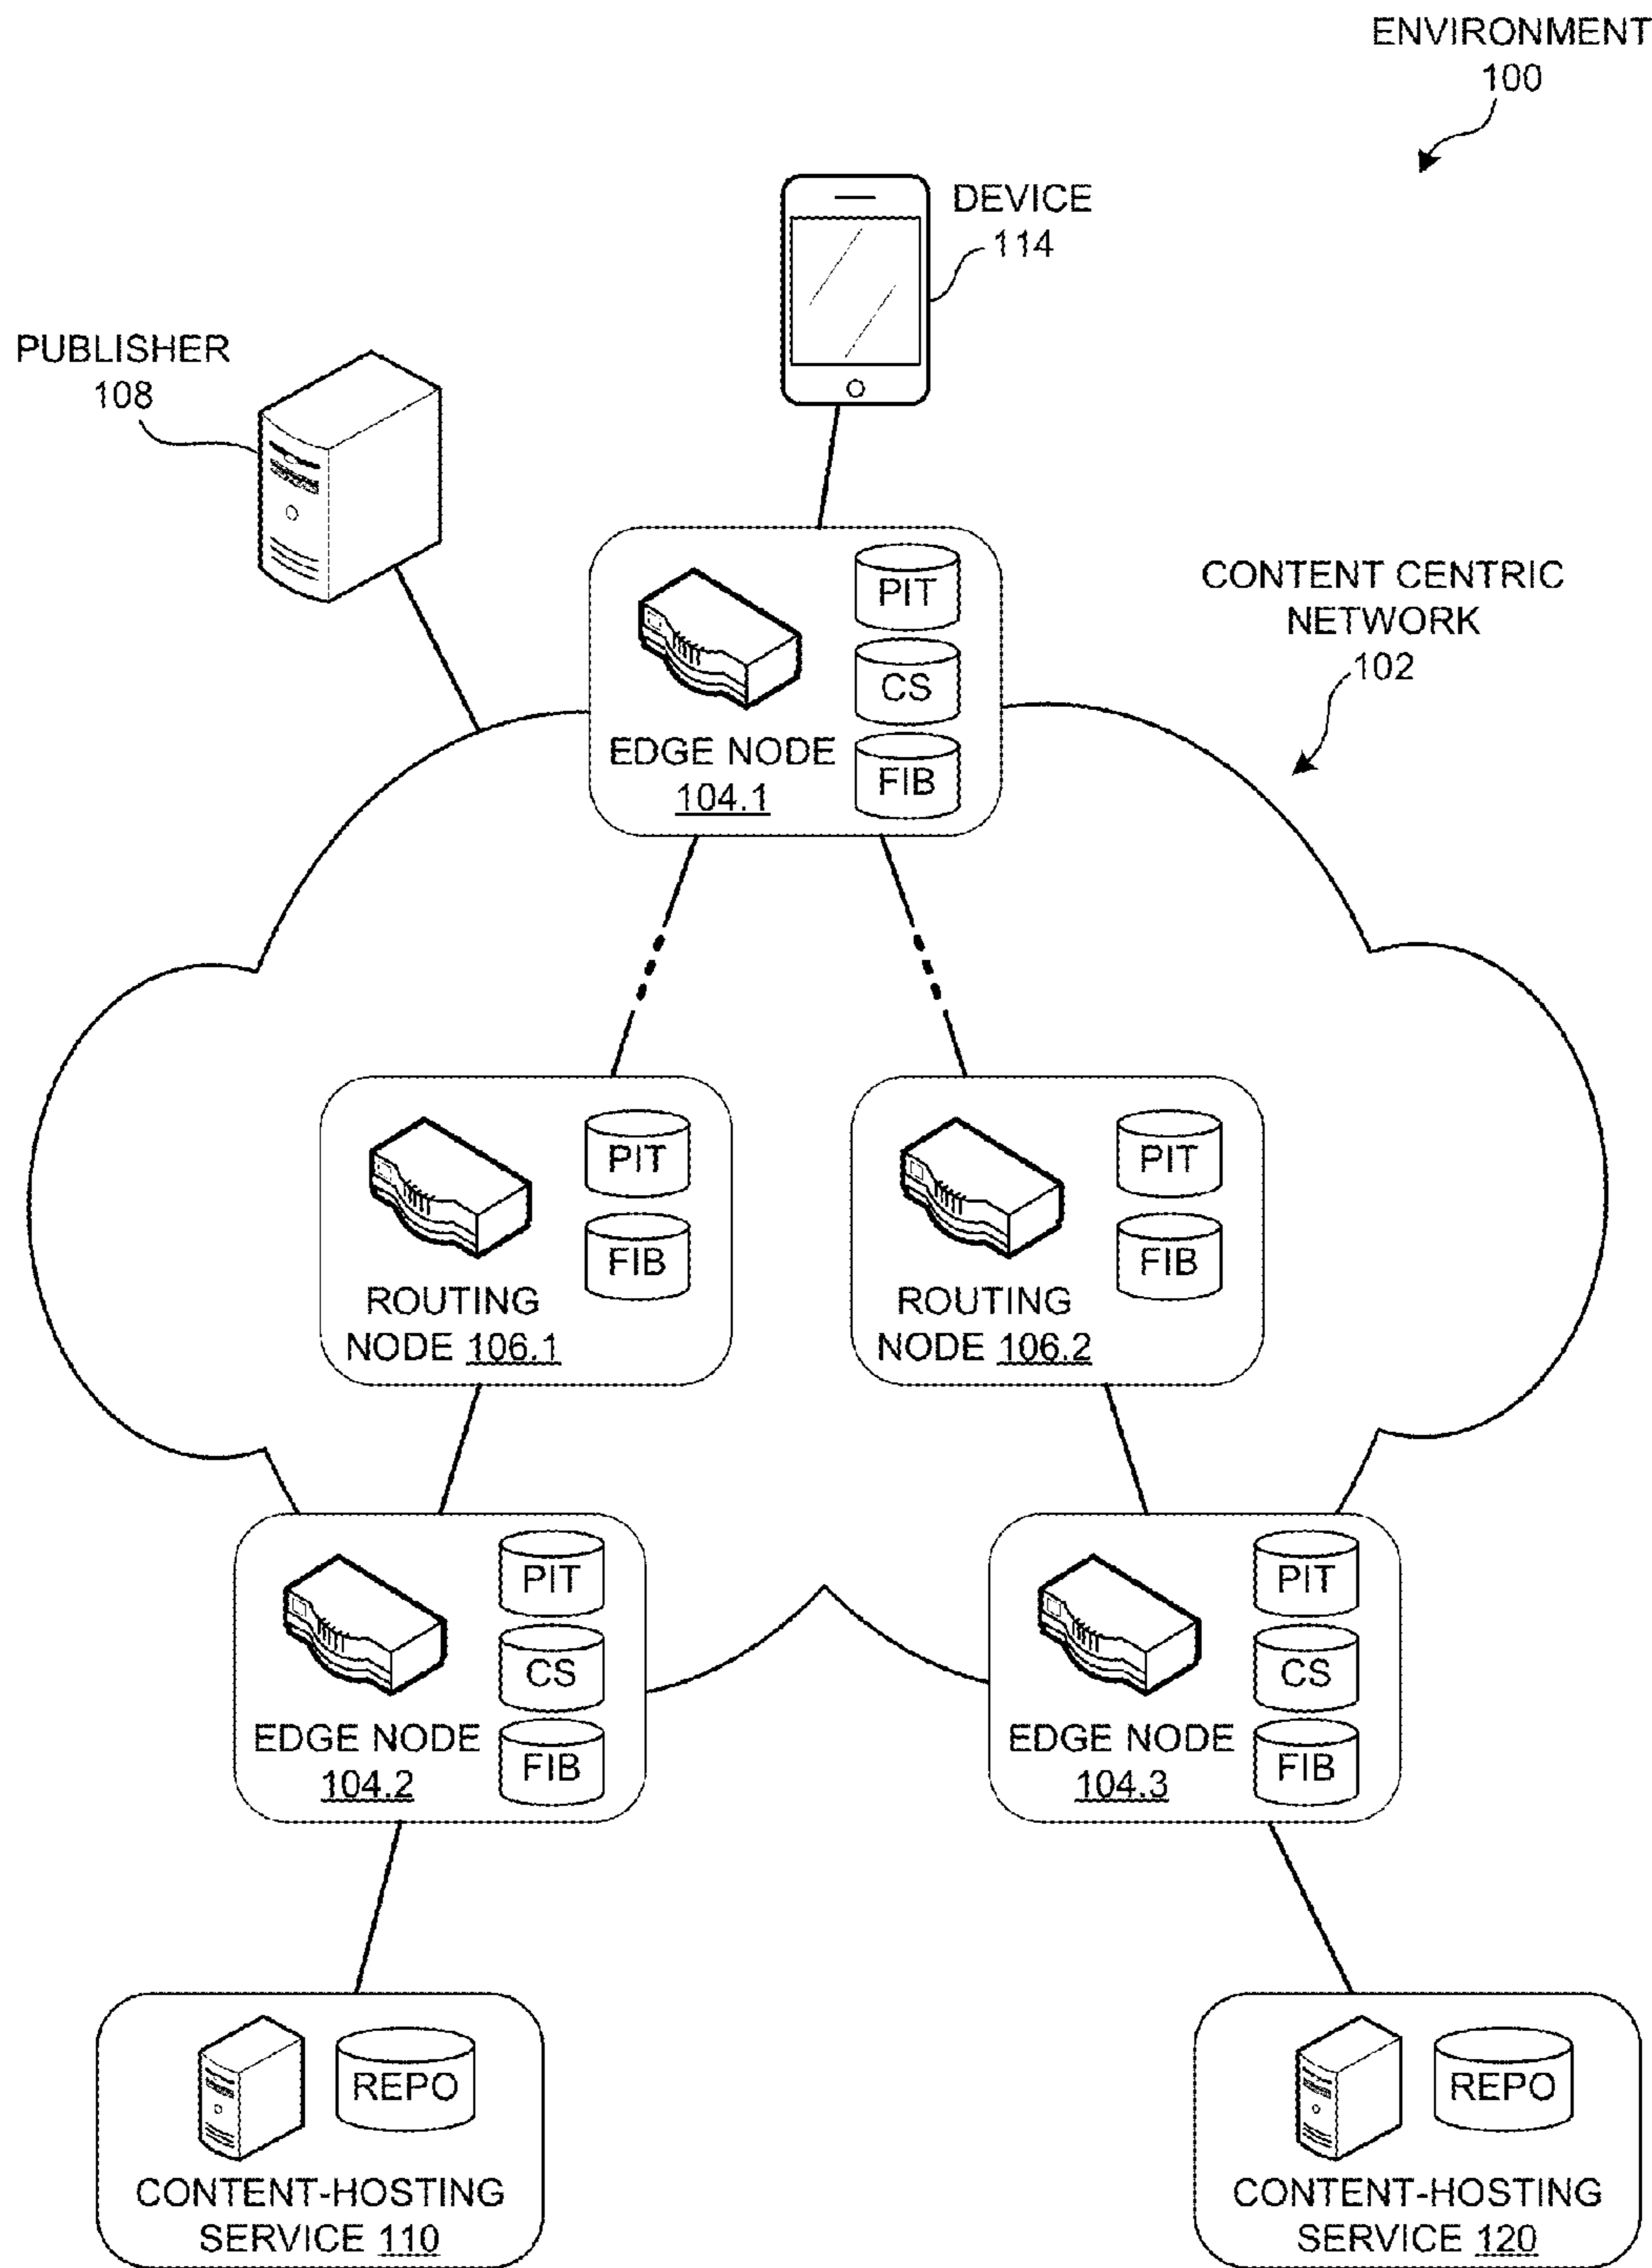 ENVIRONMENT
100
DEVICE
114
PUBLISHER
108
CONTENT CENTRIC
NETWORK
102
PIT
CS
FIB
EDGE NODE
104.1
PIT
FIB
ROUTING
NODE 106.1
PIT
FIB
ROUTING
NODE 106.2
PIT
CS
FIB
EDGE NODE
104.2
PIT
CS
FIB
EDGE NODE
104.3
REPO
CONTENT-HOSTING
SERVICE 110
REPO
CONTENT-HOSTING
SERVICE 120